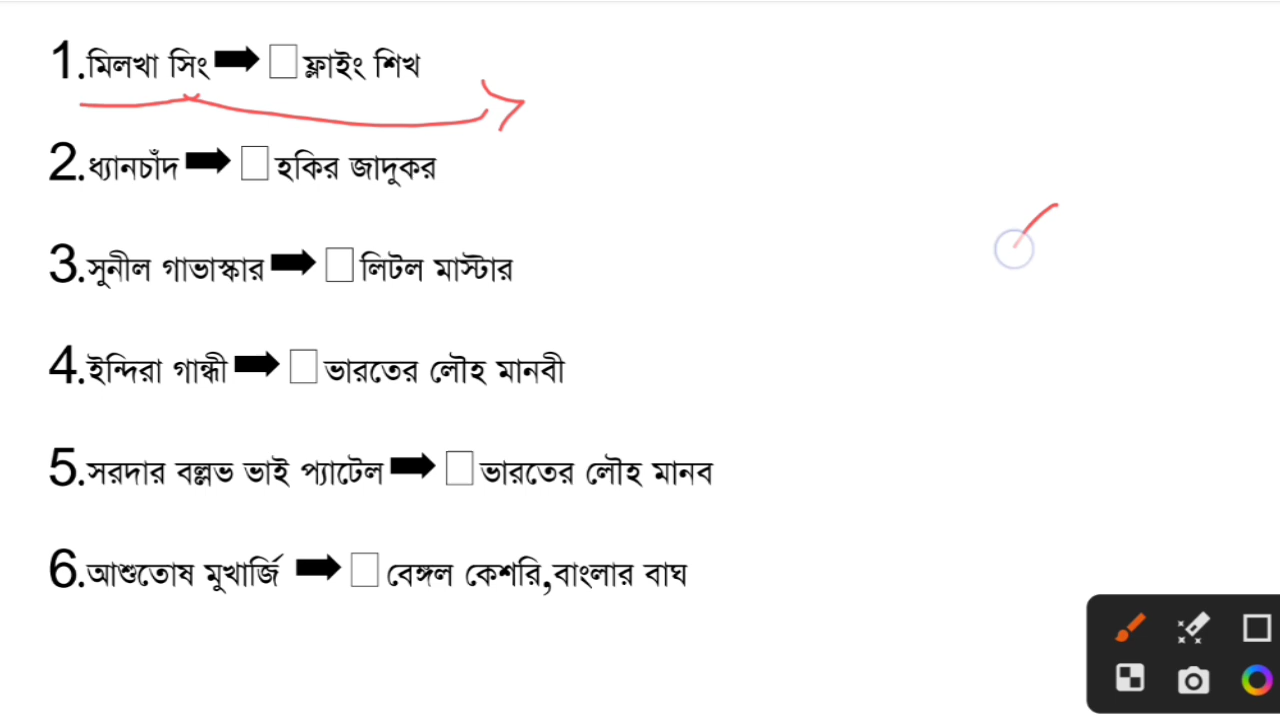 1.মিলখা সিং➡ ফ্লাইং শিখ
2.ধ্যানচাঁদ➡ হকির জাদুকর
3.সুনীল গাভাস্কার➡ লিটল মাস্টার
4.ইন্দিরা গান্ধী➡ ভারতের লৌহ মানবী
5.সরদার বল্লভ ভাই প্যাটেল➡ ভারতের লৌহ মানব
6.আশুতোষ মুখার্জি ➡ বেঙ্গল কেশরি,বাংলার বাঘ